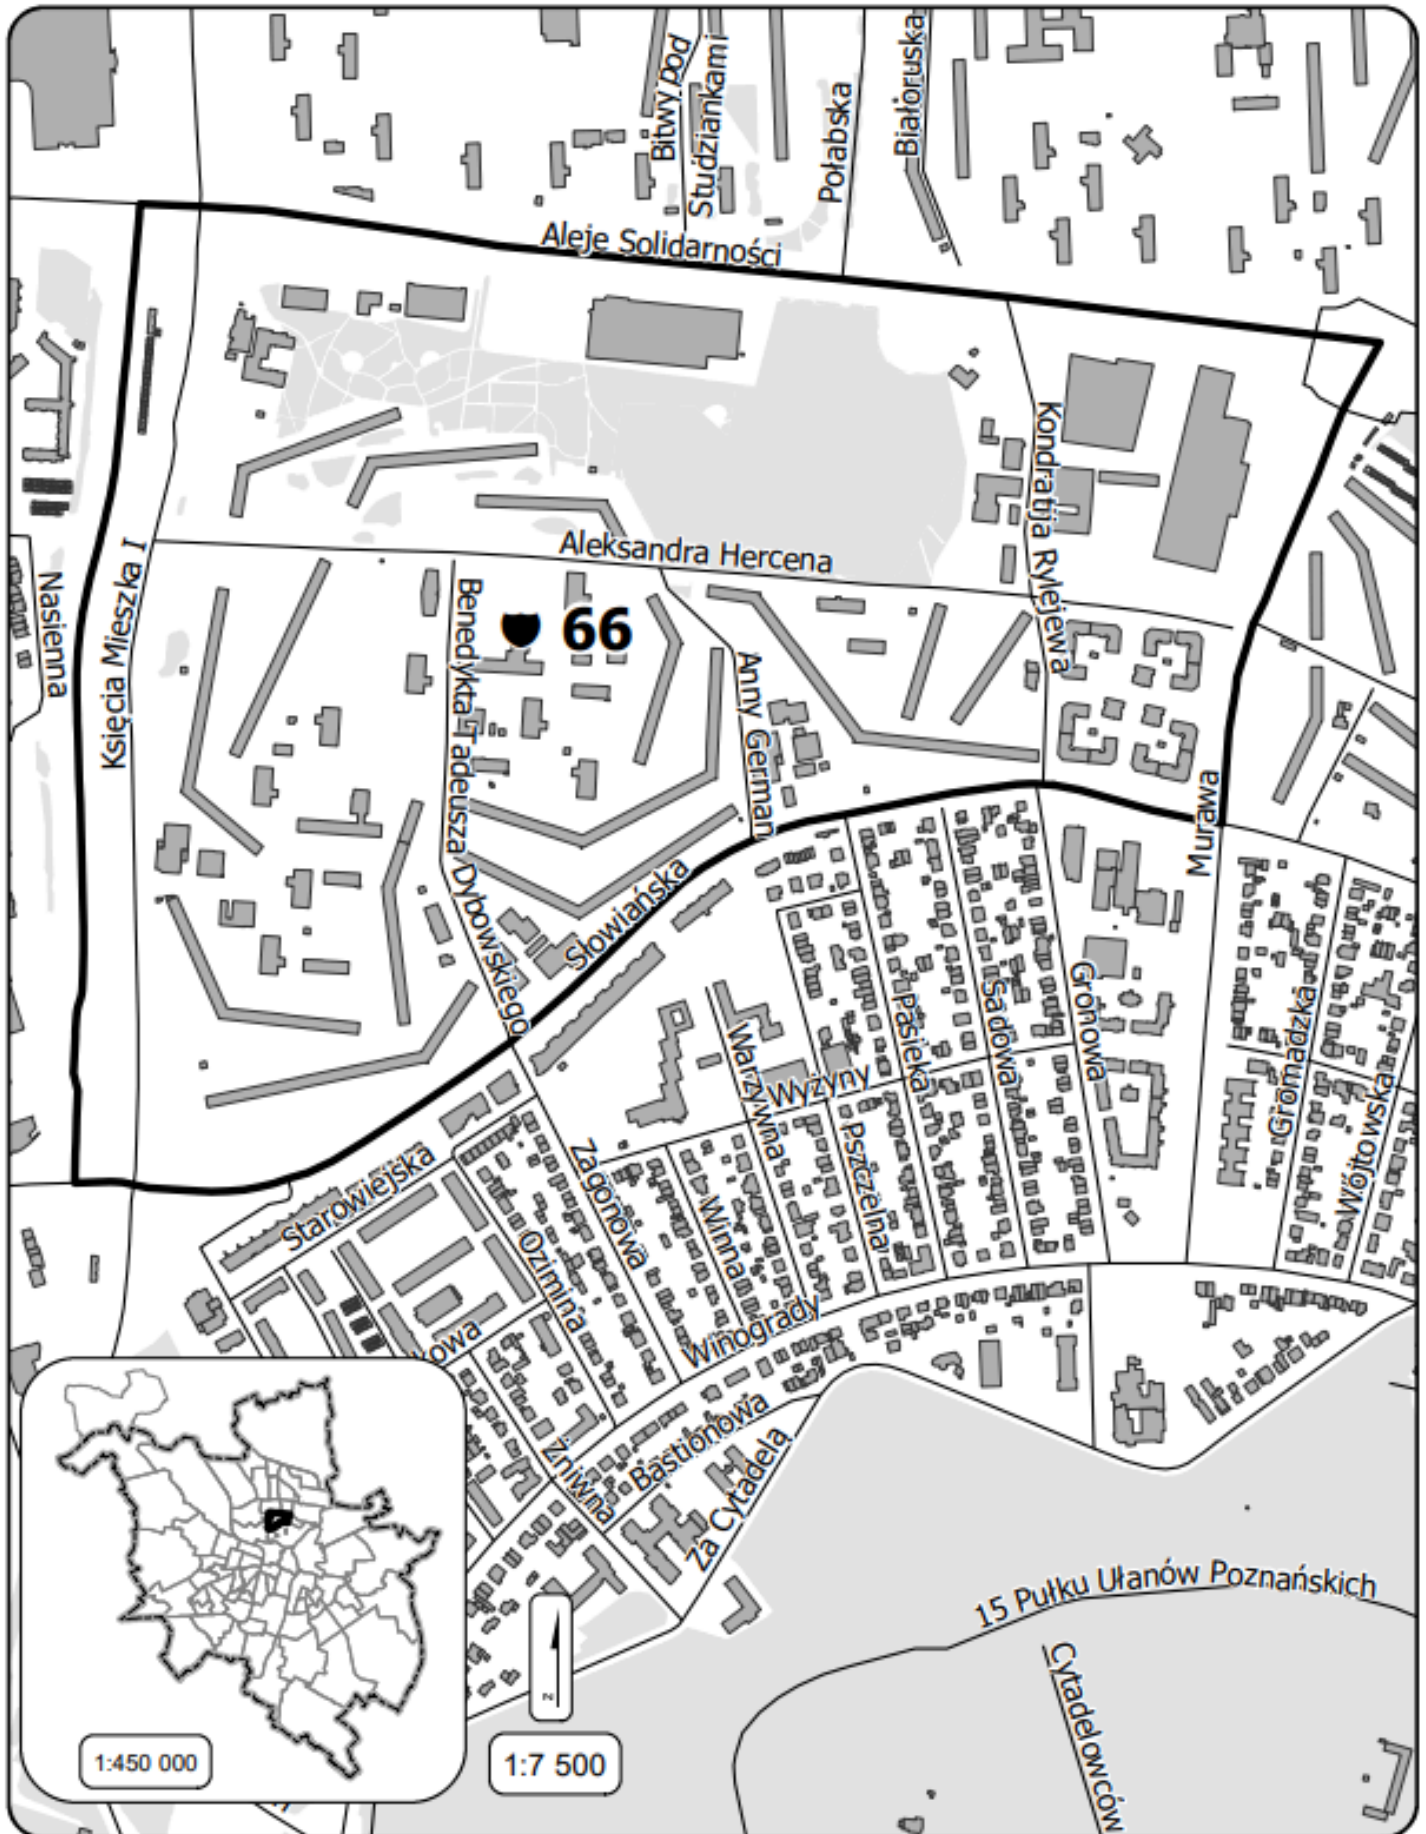 Bitwy pod
Studziankami
Połabska
Białoruska
Aleje Solidarności
Kondratija Rylejewa
Aleksandra Hercena
Nasienna
Księcia Mieszka I
Benedykta Tadeusza Dybowskiego
66
Anny German
Murawa
Słowiańska
Warzywna
Wyżyny
Pasieka
Sadowa
Gronowa
Gromadzka
Wójtowska
Starowiejska
Zagonowa
Winna
Pszczelna
Ozimina
Winogrady
kowa
Bastionowa
Żniwna
Za Cytadelą
15 Pułku Ułanów Poznańskich
Cytadelowców
N
1:450 000
1:7 500